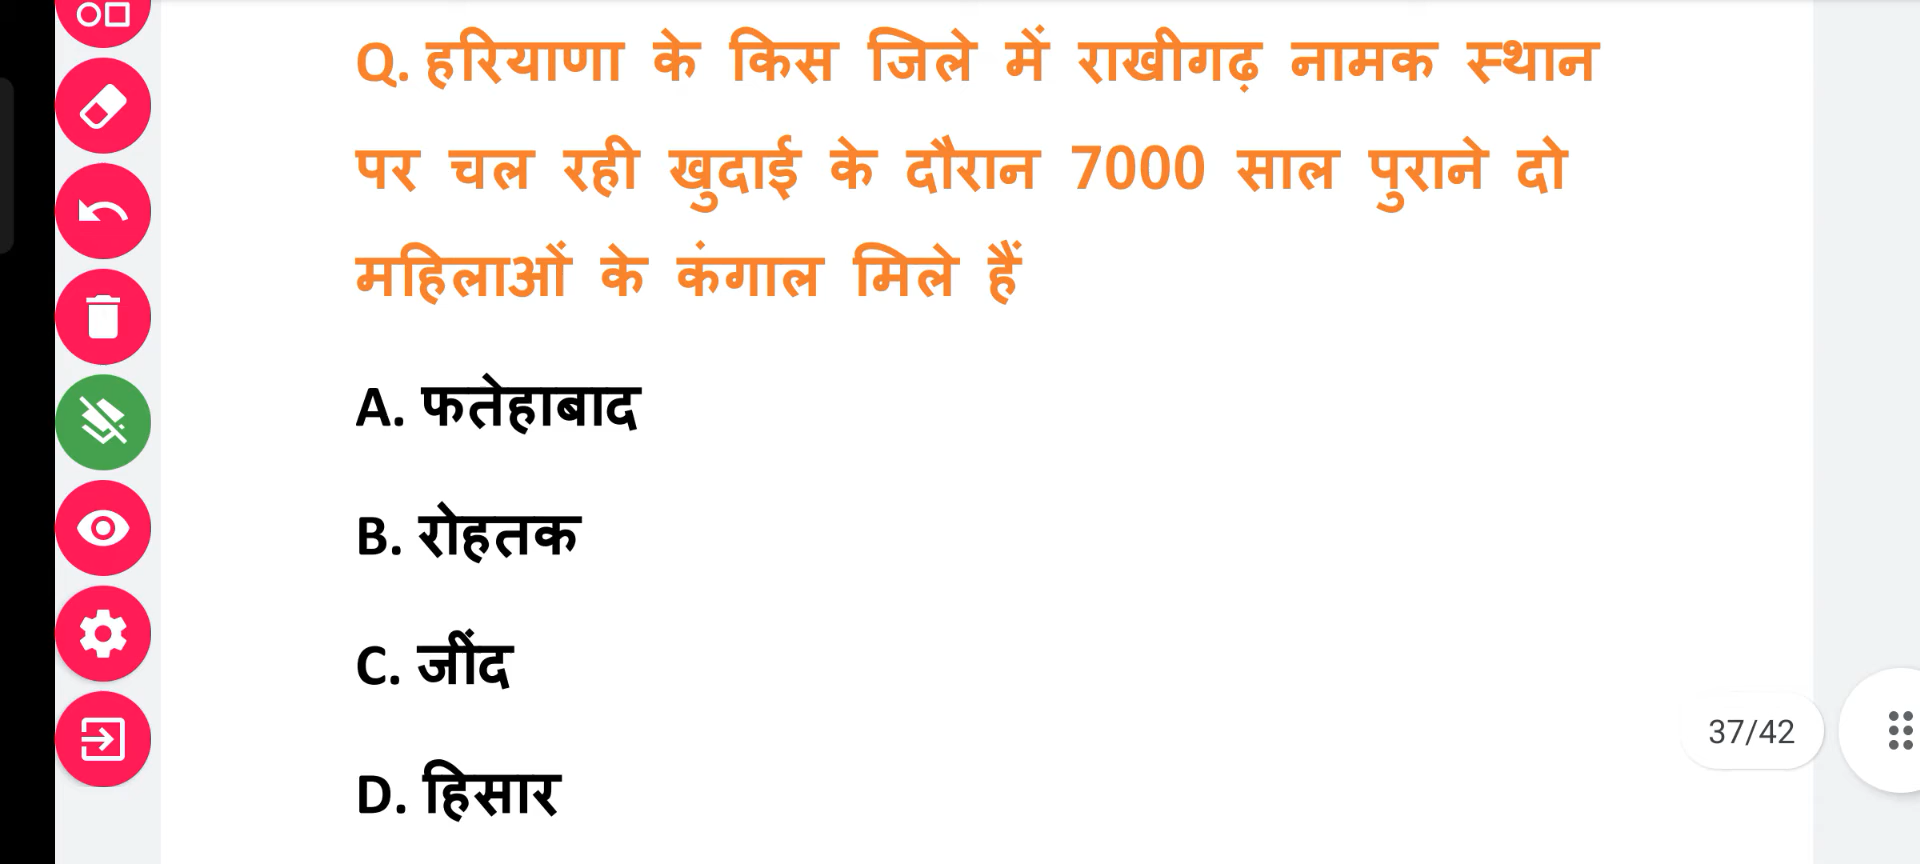 Q. हरियाणा के किस जिले में राखीगढ़ नामक स्थान
पर चल रही खुदाई के दौरान 7000 साल पुराने दो
महिलाओं के कंगाल मिले हैं
A. फतेहाबाद
B. रोहतक
C. जींद
D. हिसार
37/42